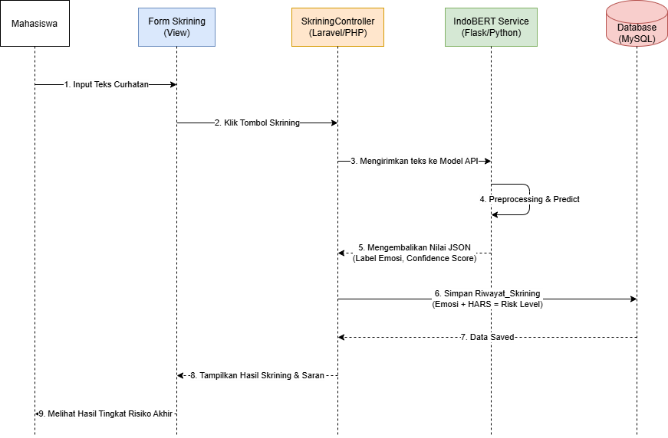 Mahasiswa
Form Skrining
(View)
SkriningController
(Laravel/PHP)
IndoBERT Service
(Flask/Python)
Database
(MySQL)
1. Input Teks Curhatan
2. Klik Tombol Skrining
3. Mengirimkan teks ke Model API
4. Preprocessing & Predict
5. Mengembalikan Nilai JSON
(Label Emosi, Confidence Score)
6. Simpan Riwayat_Skrining
(Emosi + HARS = Risk Level)
7. Data Saved
8. Tampilkan Hasil Skrining & Saran
9. Melihat Hasil Tingkat Risiko Akhir